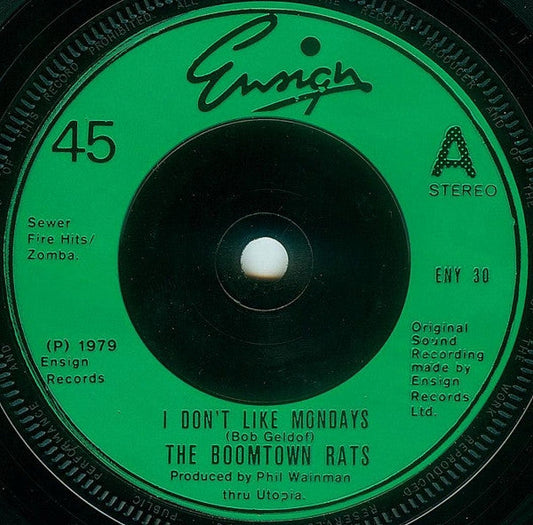 Ensign
45
A
STEREO
Sewer
Fire Hits/
Zomba.
ENY 30
(P) 1979
Ensign
Records
Original
Sound
Recording
made by
Ensign
Records
Ltd.
I DON'T LIKE MONDAYS
(Bob Geldof)
THE BOOMTOWN RATS
Produced by Phil Wainman
thru Utopia.